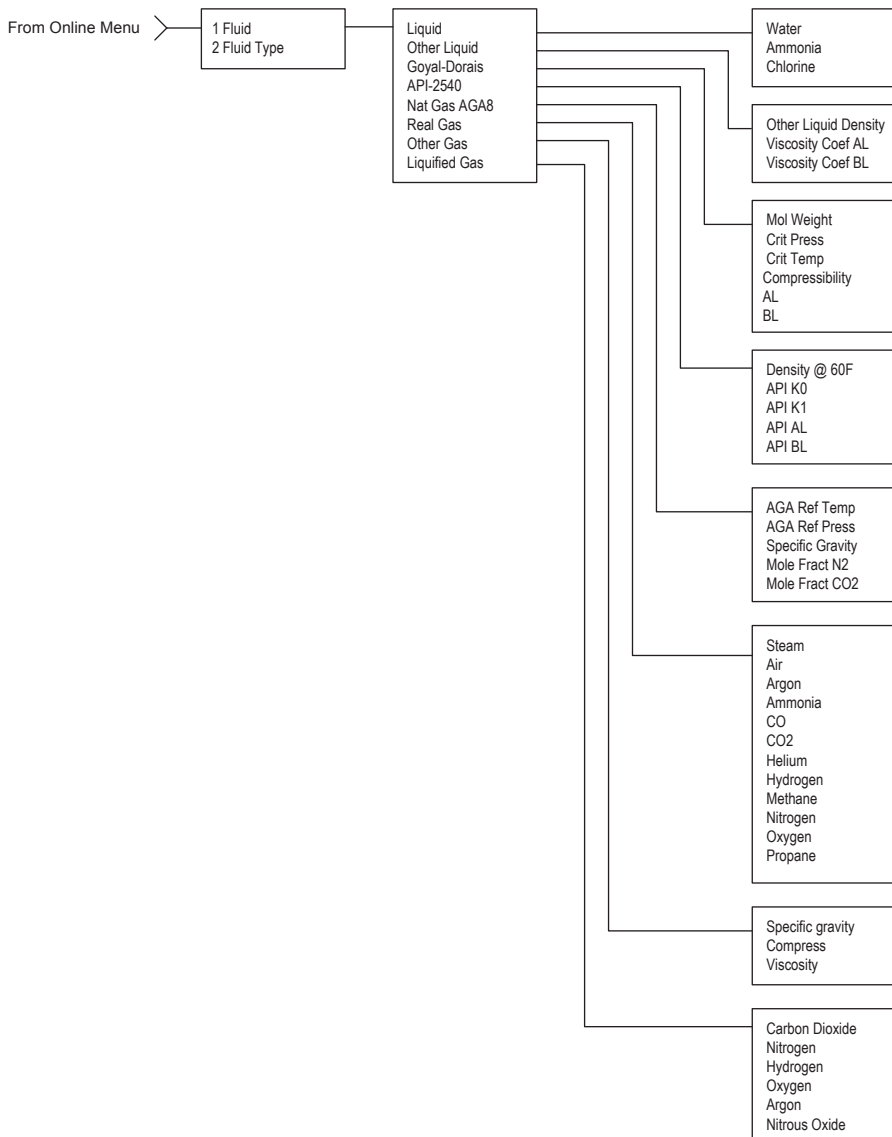 From Online Menu
1 Fluid
2 Fluid Type
Liquid
Other Liquid
Goyal-Dorais
API-2540
Nat Gas AGA8
Real Gas
Other Gas
Liquified Gas
Water
Ammonia
Chlorine
Other Liquid Density
Viscosity Coef AL
Viscosity Coef BL
Mol Weight
Crit Press
Crit Temp
Compressibility
AL
BL
Density @ 60F
API K0
API K1
API AL
API BL
AGA Ref Temp
AGA Ref Press
Specific Gravity
Mole Fract N2
Mole Fract CO2
Steam
Air
Argon
Ammonia
CO
CO2
Helium
Hydrogen
Methane
Nitrogen
Oxygen
Propane
Specific gravity
Compress
Viscosity
Carbon Dioxide
Nitrogen
Hydrogen
Oxygen
Argon
Nitrous Oxide